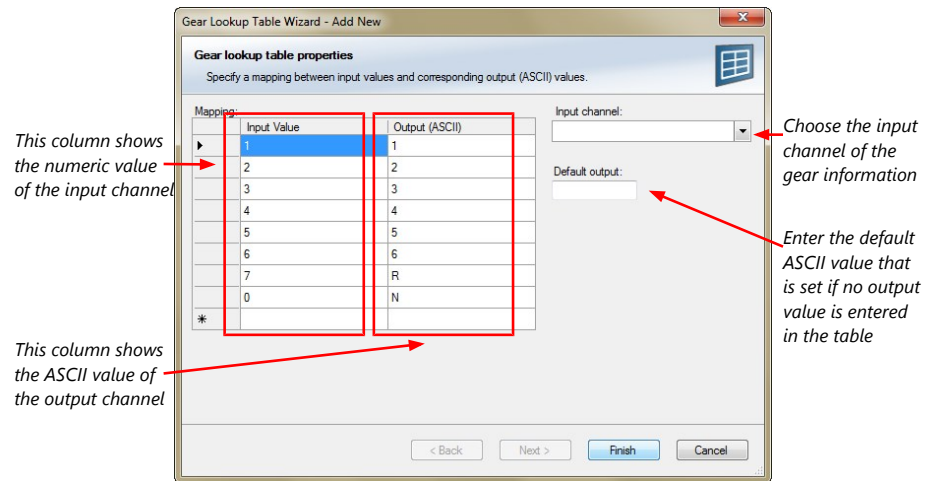 Gear Lookup Table Wizard - Add New
Gear lookup table properties
Specify a mapping between input values and corresponding output (ASCII) values.
Mapping:
Input Value Output (ASCII)
1 1
2 2
3 3
4 4
5 5
6 6
7 R
0 N
Input channel:
Default output:
< Back Next > Finish Cancel
This column shows
the numeric value
of the input channel
This column shows
the ASCII value of
the output channel
Choose the input
channel of the
gear information
Enter the default
ASCII value that
is set if no output
value is entered
in the table